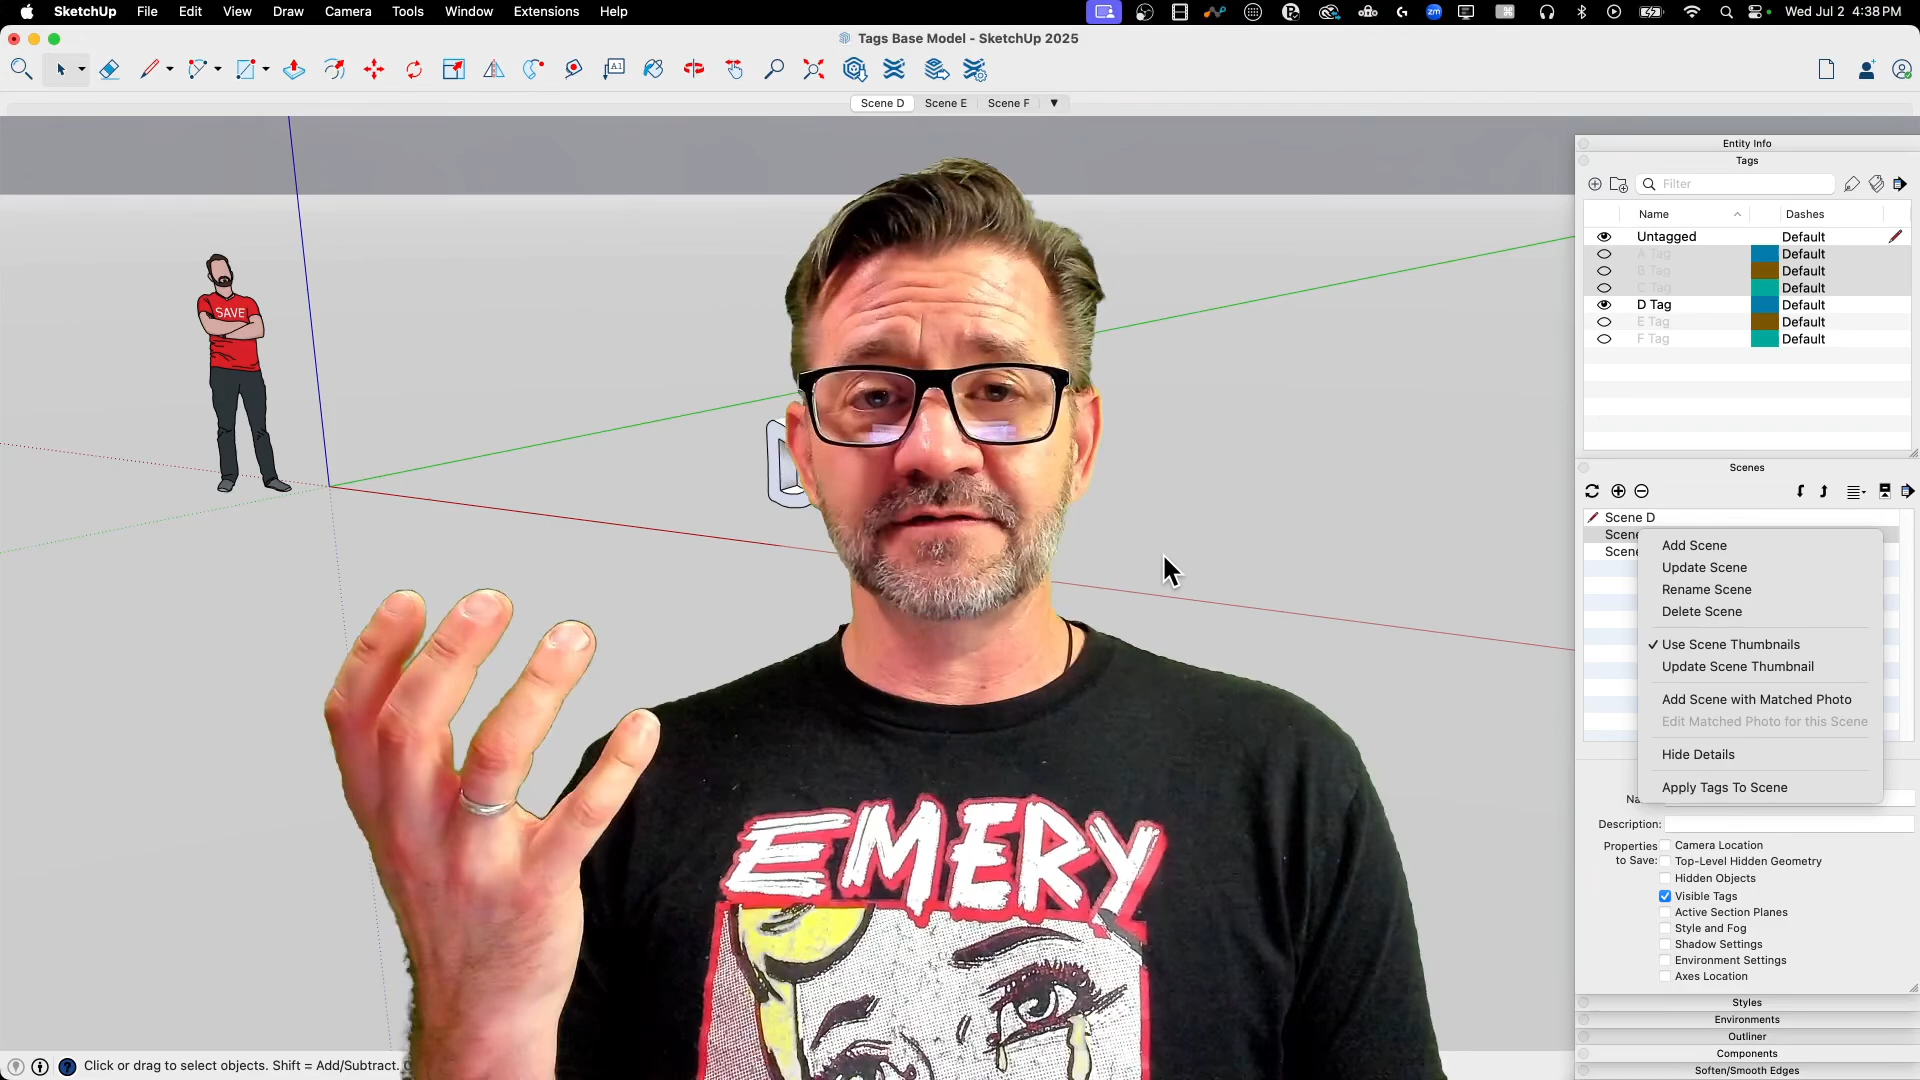 SketchUp File Edit View Draw Camera Tools Window Extensions Help
zm
Wed Jul 2 4:38 PM
Tags Base Model - SketchUp 2025
A1
Scene D Scene E Scene F
Entity Info
Tags
Filter
Name Dashes
Untagged Default
A Tag Default
B Tag Default
C Tag Default
D Tag Default
E Tag Default
F Tag Default
SAVE
Scenes
Scene D
Scene
Scene
Add Scene
Update Scene
Rename Scene
Delete Scene
Use Scene Thumbnails
Update Scene Thumbnail
Add Scene with Matched Photo
Edit Matched Photo for this Scene
Hide Details
Apply Tags To Scene
Na
Description:
Properties
to Save:
Camera Location
Top-Level Hidden Geometry
Hidden Objects
Visible Tags
Active Section Planes
Style and Fog
Shadow Settings
Environment Settings
Axes Location
Styles
Environments
Outliner
Components
Soften/Smooth Edges
EMERY
Click or drag to select objects. Shift = Add/Subtract.